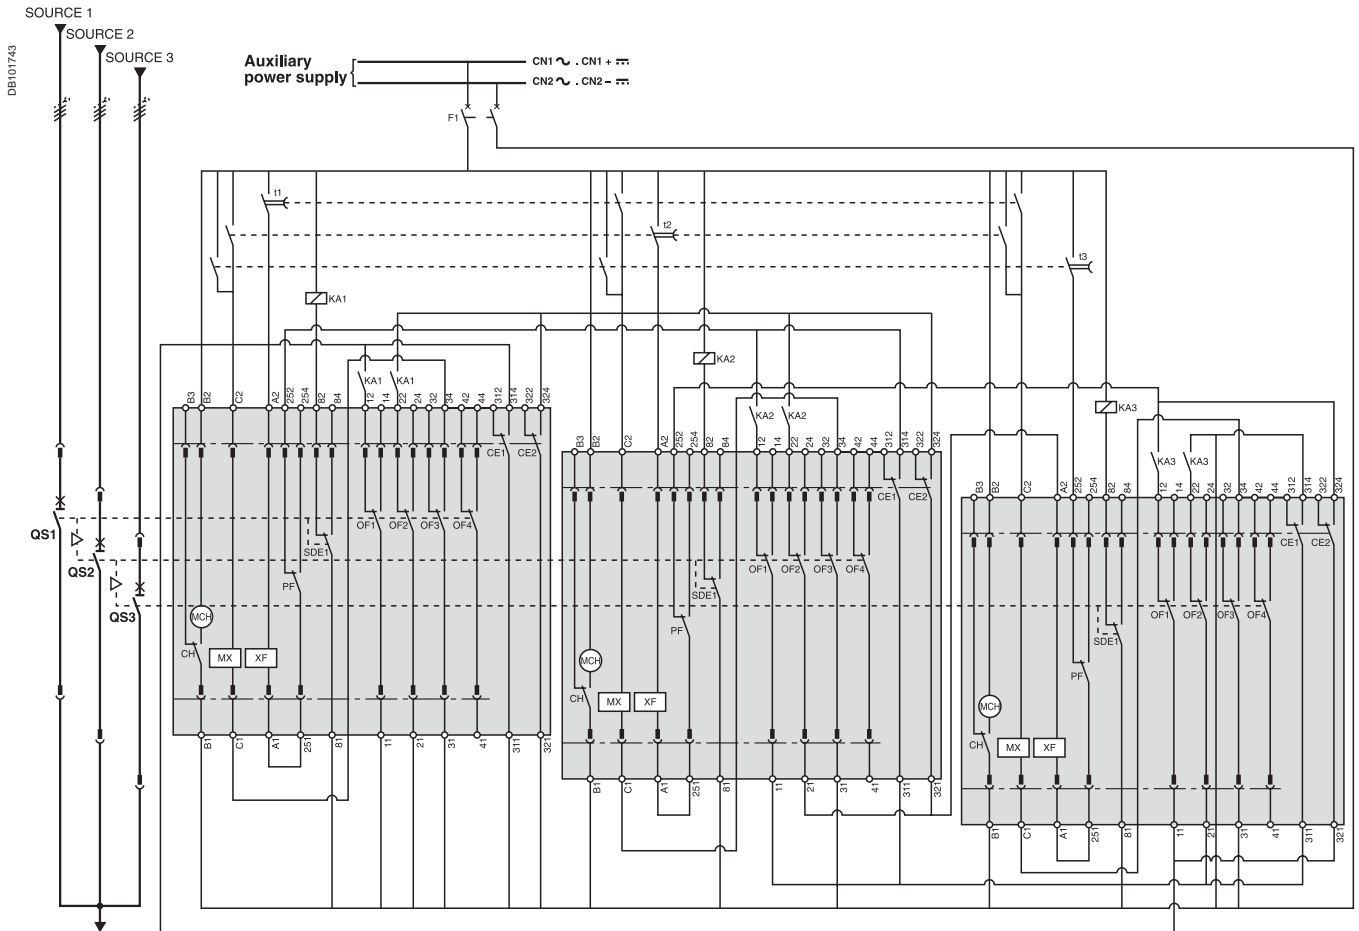 SOURCE 1
SOURCE 2
SOURCE 3
DB101743
Auxiliary
power supply
CN1 ∿ . CN1 + ⎓
CN2 ∿ . CN2 – ⎓
F1
t1
t2
t3
KA1
KA2
KA3
QS1
QS2
QS3
KA1 KA1
B3 B2 C2 A2 252 254 82 84 12 14 22 24 32 34 42 44 312 314 322 324
CE1 CE2
OF1 OF2 OF3 OF4
SDE1
PF
MCH
CH MX XF
B1 C1 A1 251 81 11 21 31 41 311 321
KA2 KA2
B3 B2 C2 A2 252 254 82 84 12 14 22 24 32 34 42 44 312 314 322 324
CE1 CE2
OF1 OF2 OF3 OF4
SDE1
PF
MCH
CH MX XF
B1 C1 A1 251 81 11 21 31 41 311 321
KA3 KA3
B3 B2 C2 A2 252 254 82 84 12 14 22 24 32 34 42 44 312 314 322 324
CE1 CE2
OF1 OF2 OF3 OF4
SDE1
PF
MCH
CH MX XF
B1 C1 A1 251 81 11 21 31 41 311 321